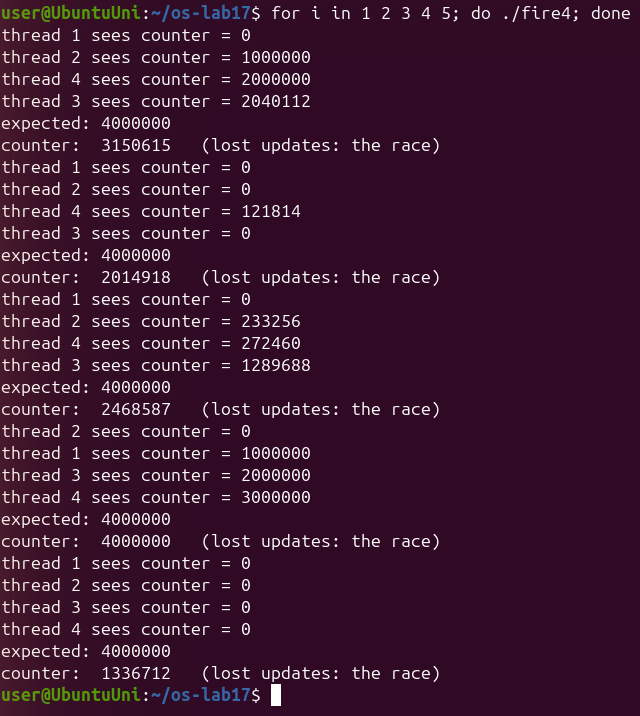 user@UbuntuUni:~/os-lab17$ for i in 1 2 3 4 5; do ./fire4; done
thread 1 sees counter = 0
thread 2 sees counter = 1000000
thread 4 sees counter = 2000000
thread 3 sees counter = 2040112
expected: 4000000
counter:  3150615   (lost updates: the race)
thread 1 sees counter = 0
thread 2 sees counter = 0
thread 4 sees counter = 121814
thread 3 sees counter = 0
expected: 4000000
counter:  2014918   (lost updates: the race)
thread 1 sees counter = 0
thread 2 sees counter = 233256
thread 4 sees counter = 272460
thread 3 sees counter = 1289688
expected: 4000000
counter:  2468587   (lost updates: the race)
thread 2 sees counter = 0
thread 1 sees counter = 1000000
thread 3 sees counter = 2000000
thread 4 sees counter = 3000000
expected: 4000000
counter:  4000000   (lost updates: the race)
thread 1 sees counter = 0
thread 2 sees counter = 0
thread 3 sees counter = 0
thread 4 sees counter = 0
expected: 4000000
counter:  1336712   (lost updates: the race)
user@UbuntuUni:~/os-lab17$